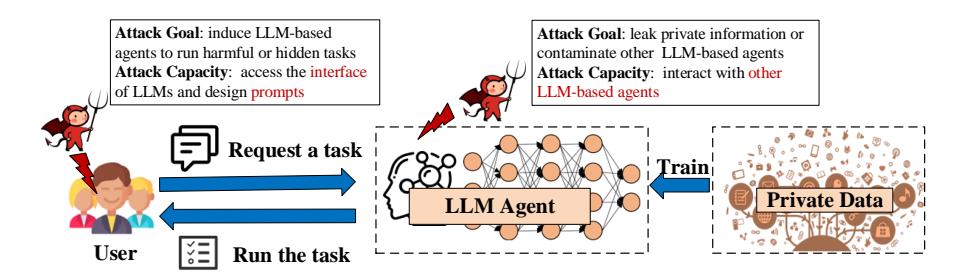 Attack Goal: induce LLM-based
agents to run harmful or hidden tasks
Attack Capacity: access the interface
of LLMs and design prompts
Attack Goal: leak private information or
contaminate other LLM-based agents
Attack Capacity: interact with other
LLM-based agents
Request a task
Train
LLM Agent
Private Data
User
Run the task